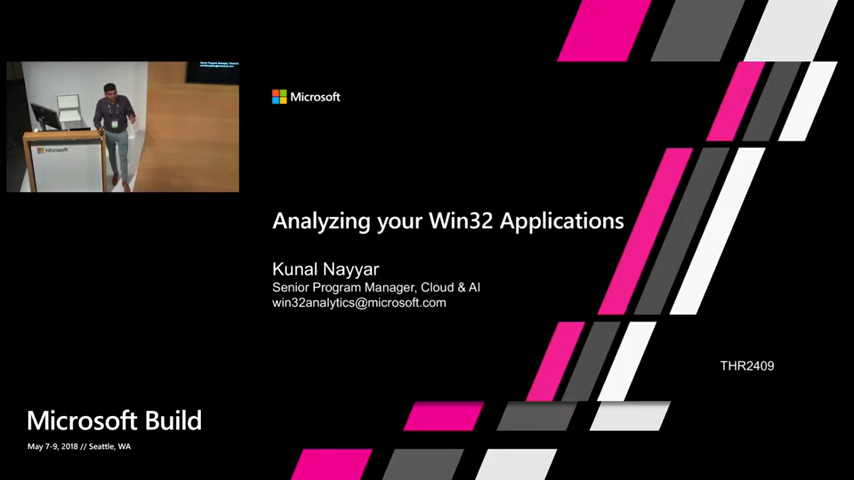 Microsoft
Microsoft
Analyzing your Win32 Applications
Kunal Nayyar
Senior Program Manager, Cloud & AI
win32analytics@microsoft.com
THR2409
Microsoft Build
May 7-9, 2018 // Seattle, WA